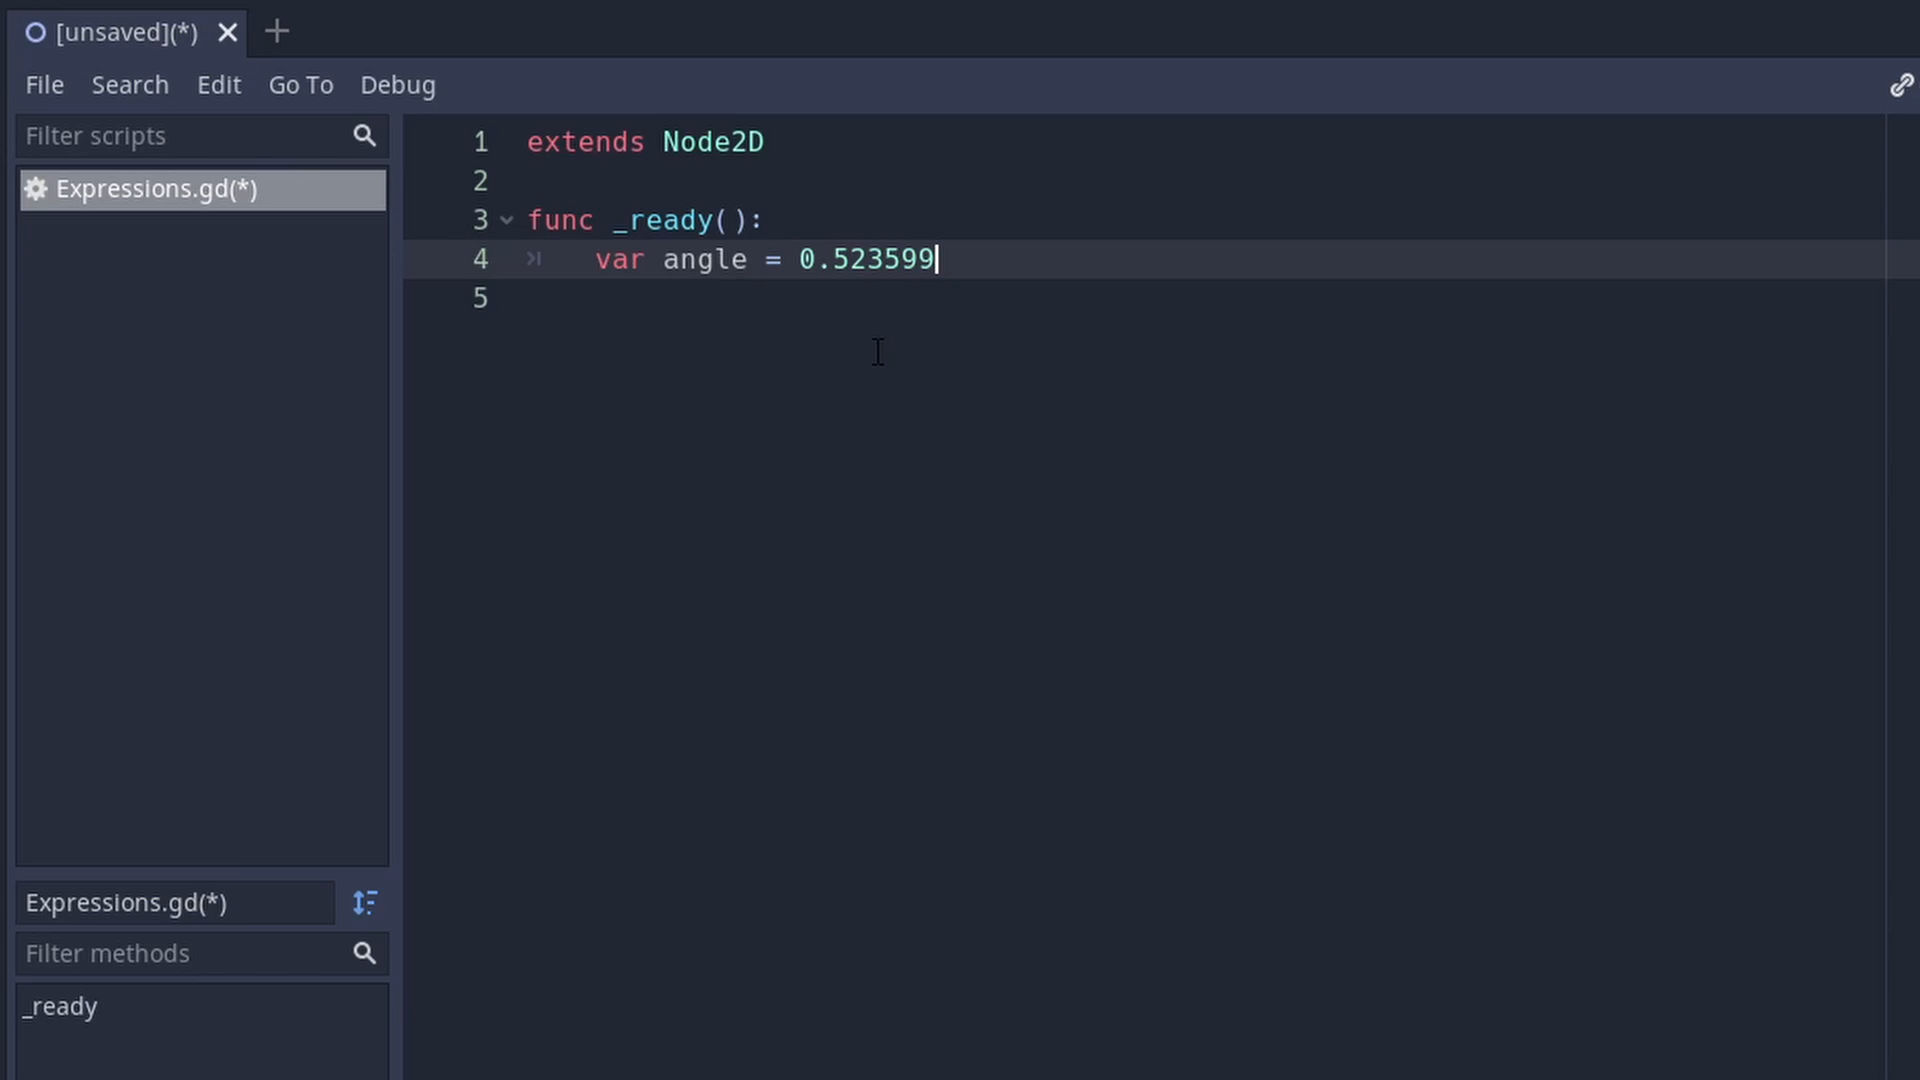 [unsaved](*)
File Search Edit Go To Debug
Filter scripts
Expressions.gd(*)
1 extends Node2D
2
3 func _ready():
4 var angle = 0.523599
5
Expressions.gd(*)
Filter methods
_ready